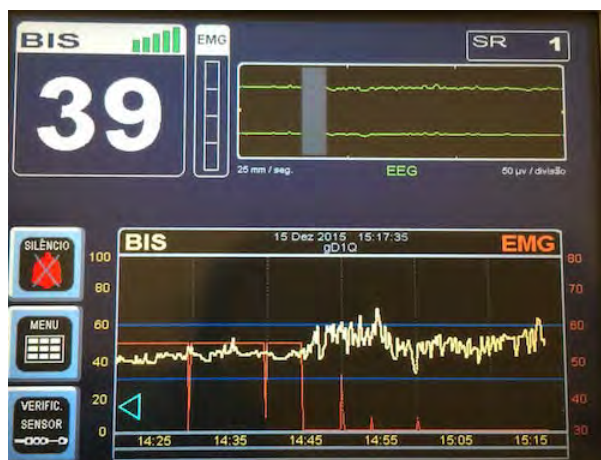 BIS
EMG
SR 1
39
25 mm / seg.
EEG
50 µv / divisão
SILÊNCIO
MENU
VERIFIC.
SENSOR
BIS
15 Dez 2015 15:17:35
gD1Q
EMG
100
80
60
40
20
0
80
70
60
50
40
30
14:25 14:35 14:45 14:55 15:05 15:15